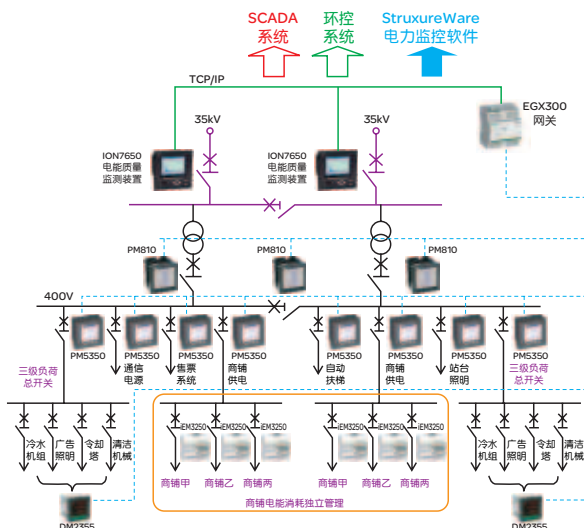 SCADA
系统
环控
系统
StruxureWare
电力监控软件
TCP/IP
EGX300
网关
35kV
35kV
ION7650
电能质量
监测装置
ION7650
电能质量
监测装置
PM810
PM810
PM810
400V
PM5350
PM5350
PM5350
PM5350
PM5350
PM5350
PM5350
PM5350
三级负荷
总开关
通信
电源
售票
系统
商铺
供电
自动
扶梯
商铺
供电
站台
照明
三级负荷
总开关
iEM3250
iEM3250
iEM3250
iEM3250
iEM3250
iEM3250
冷水
机组
广告
照明
冷却
塔
清洁
机械
商铺甲
商铺乙
商铺丙
商铺甲
商铺乙
商铺丙
冷水
机组
广告
照明
冷却
塔
清洁
机械
商铺电能消耗独立管理
DM2355
DM2355